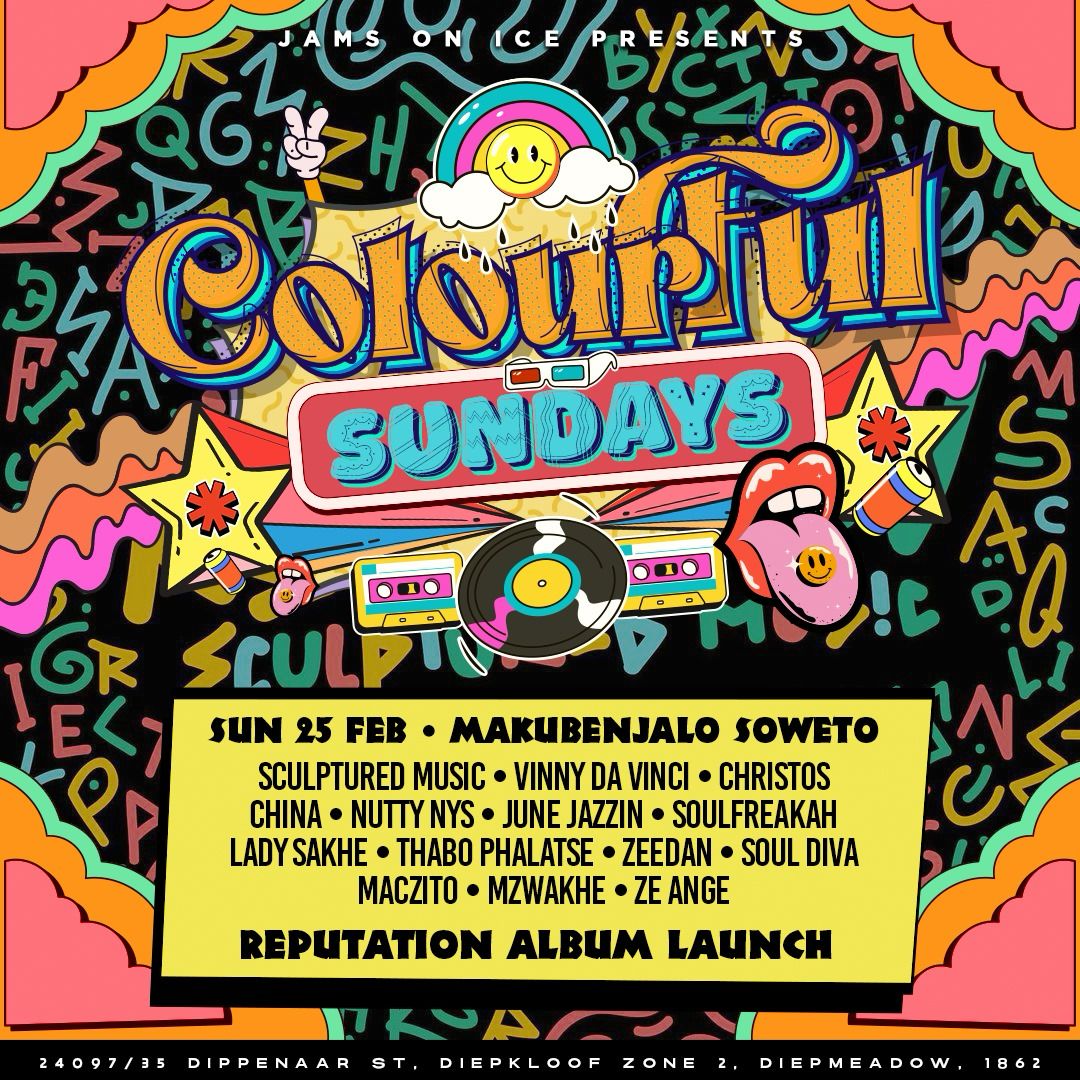 JAMS ON ICE PRESENTS
Colourful
SUNDAYS
SUN 25 FEB • MAKUBENJALO SOWETO
SCULPTURED MUSIC • VINNY DA VINCI • CHRISTOS
CHINA • NUTTY NYS • JUNE JAZZIN • SOULFREAKAH
LADY SAKHE • THABO PHALATSE • ZEEDAN • SOUL DIVA
MACZITO • MZWAKHE • ZE ANGE
REPUTATION ALBUM LAUNCH
24097/35 DIPPENAAR ST, DIEPKLOOF ZONE 2, DIEPMEADOW, 1862